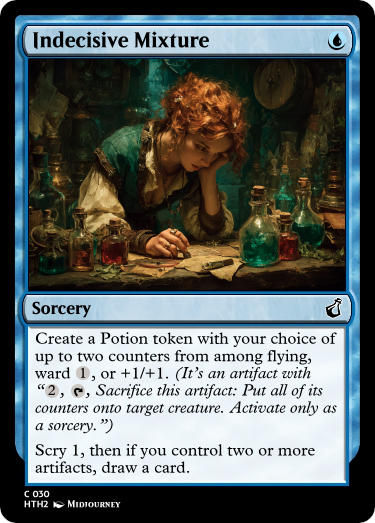 Indecisive Mixture
Sorcery
Create a Potion token with your choice of
up to two counters from among flying,
ward 1, or +1/+1. (It's an artifact with
“2, , Sacrifice this artifact: Put all of its
counters onto target creature. Activate only as
a sorcery.”)
Scry 1, then if you control two or more
artifacts, draw a card.
C 030
HTH2 Midjourney